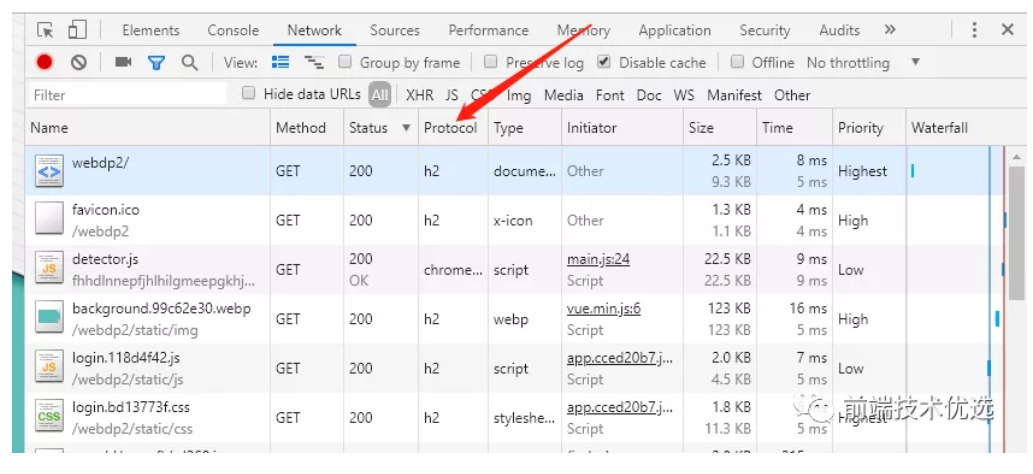 Elements Console Network Sources Performance Memory Application Security Audits »
View: Group by frame Preserve log Disable cache Offline No throttling
Filter Hide data URLs All XHR JS CSS Img Media Font Doc WS Manifest Other
Name Method Status Protocol Type Initiator Size Time Priority Waterfall
webdp2/ GET 200 h2 docume... Other 2.5 KB 8 ms Highest
9.3 KB 5 ms
favicon.ico GET 200 h2 x-icon Other 1.3 KB 4 ms High
/webdp2 1.1 KB 4 ms
detector.js GET 200 chrome... script main.js:24 22.5 KB 9 ms Low
fhhdlnnepfjhlhilgmeepgkhj... OK Script 22.5 KB 9 ms
background.99c62e30.webp GET 200 h2 webp vue.min.js:6 123 KB 16 ms High
/webdp2/static/img Script 123 KB 5 ms
login.118d4f42.js GET 200 h2 script app.cced20b7.j... 2.0 KB 7 ms Low
/webdp2/static/js Script 4.5 KB 5 ms
login.bd13773f.css GET 200 h2 styleshe... app.cced20b7.j... 1.8 KB 8 ms Highest
/webdp2/static/css Script 11.3 KB 5 ms
前端技术优选